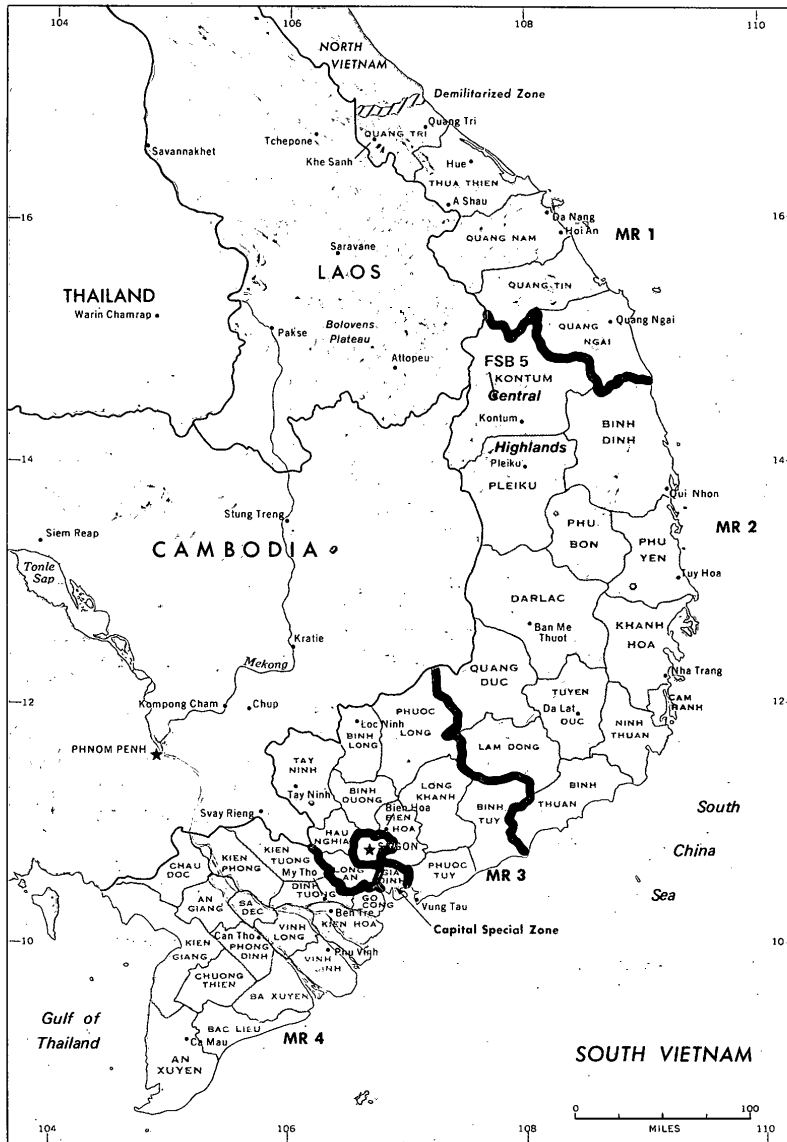 104
106
108
110
NORTH
VIETNAM
Demilitarized Zone
Quang Tri
QUANG TRI
Tchepone
Savannakhet
Khe Sanh
Hue
THUA THIEN
A Shau
16
16
Da Nang
Hoi An
MR 1
QUANG NAM
Saravane
LAOS
QUANG TIN
THAILAND
Warin Chamrap
Pakse
Bolovens
Plateau
Attopeu
Quang Ngai
QUANG
NGAI
FSB 5
KONTUM
Central
Kontum
BINH
DINH
14
14
Highlands
Pleiku
PLEIKU
Qui Nhon
MR 2
Stung Treng
Siem Reap
CAMBODIA
PHU
BON
PHU
YEN
Tonle
Sap
Tuy Hoa
DARLAC
Ban Me
Thuot
KHANH
HOA
Kratie
Mekong
QUANG
DUC
Nha Trang
12
12
Kompong Cham
Chup
TUYEN
Da Lat
DUC
CAM
RANH
PHUOC
LONG
Loc Ninh
BINH
LONG
NINH
THUAN
PHNOM PENH
LAM DONG
TAY
NINH
Tay Ninh
BINH
DUONG
LONG
KHANH
BINH
THUAN
BINH
TUY
Svay Rieng
Bien Hoa
BIEN
HOA
South
China
Sea
HAU
NGHIA
SAIGON
KIEN
TUONG
KIEN
PHONG
CHAU
DOC
My Tho
LONG
AN
GIA
DINH
PHUOC
TUY
MR 3
DINH
TUONG
GO
CONG
Vung Tau
AN
GIANG
SA
DEC
Ben Tre
KIEN HOA
Capital Special Zone
10
10
VINH
LONG
Can Tho
PHONG
DINH
KIEN
GIANG
Phu Vinh
VINH
BINH
CHUONG
THIEN
BA XUYEN
Gulf of
Thailand
BAC LIEU
Ca Mau
MR 4
AN
XUYEN
SOUTH VIETNAM
0
100
MILES
104
106
108
110